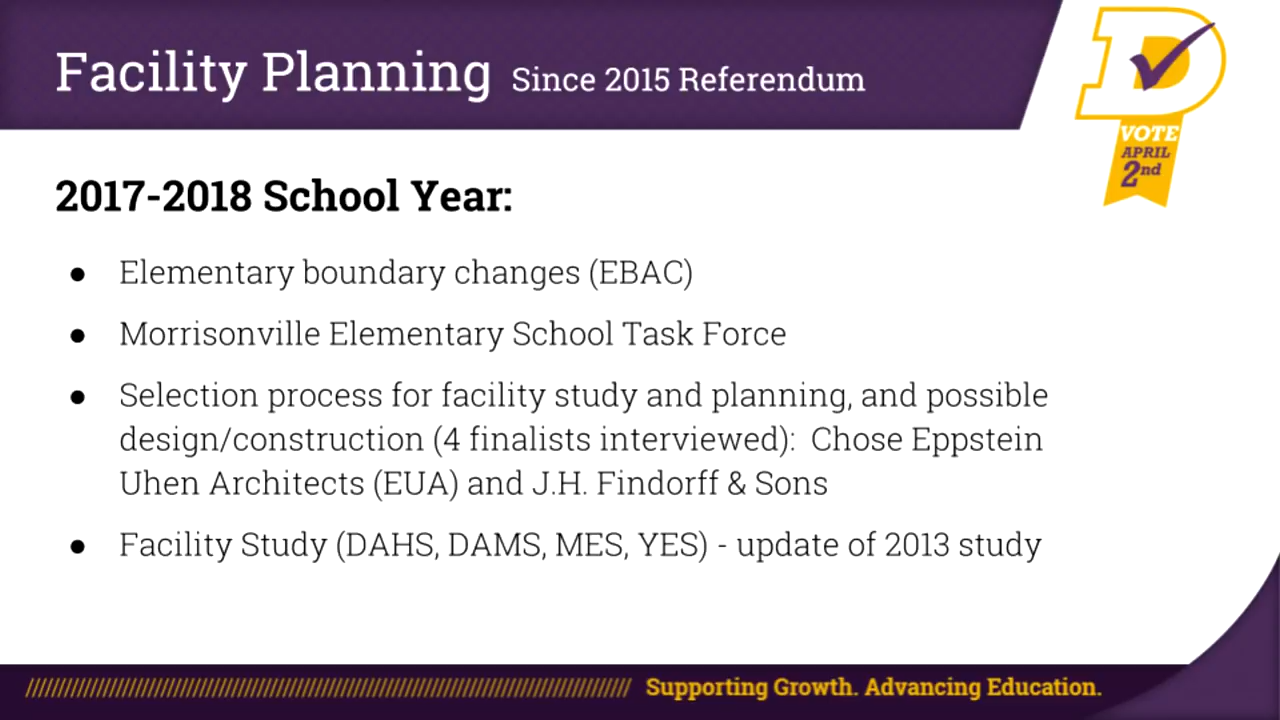 Facility Planning Since 2015 Referendum
VOTE
APRIL
2nd
2017-2018 School Year:
● Elementary boundary changes (EBAC)
● Morrisonville Elementary School Task Force
● Selection process for facility study and planning, and possible
design/construction (4 finalists interviewed):  Chose Eppstein
Uhen Architects (EUA) and J.H. Findorff & Sons
● Facility Study (DAHS, DAMS, MES, YES) - update of 2013 study
Supporting Growth. Advancing Education.